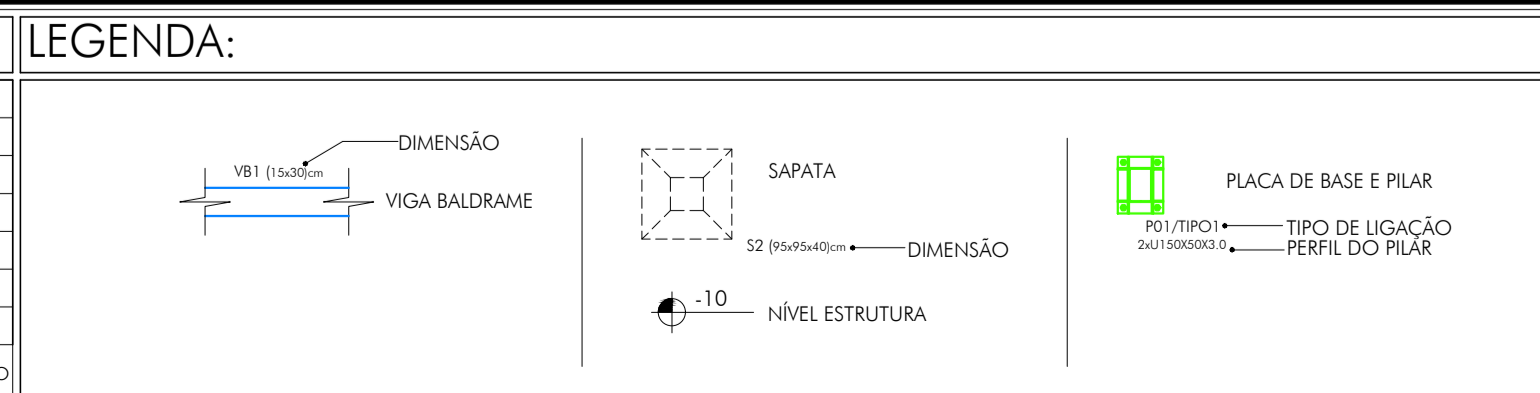 LEGENDA:
DIMENSÃO
VB1 (15x30)cm
VIGA BALDRAME
SAPATA
S2 (95x95x40)cm
DIMENSÃO
-10
NÍVEL ESTRUTURA
PLACA DE BASE E PILAR
P01/TIPO1
TIPO DE LIGAÇÃO
2xU150X50X3.0
PERFIL DO PILAR